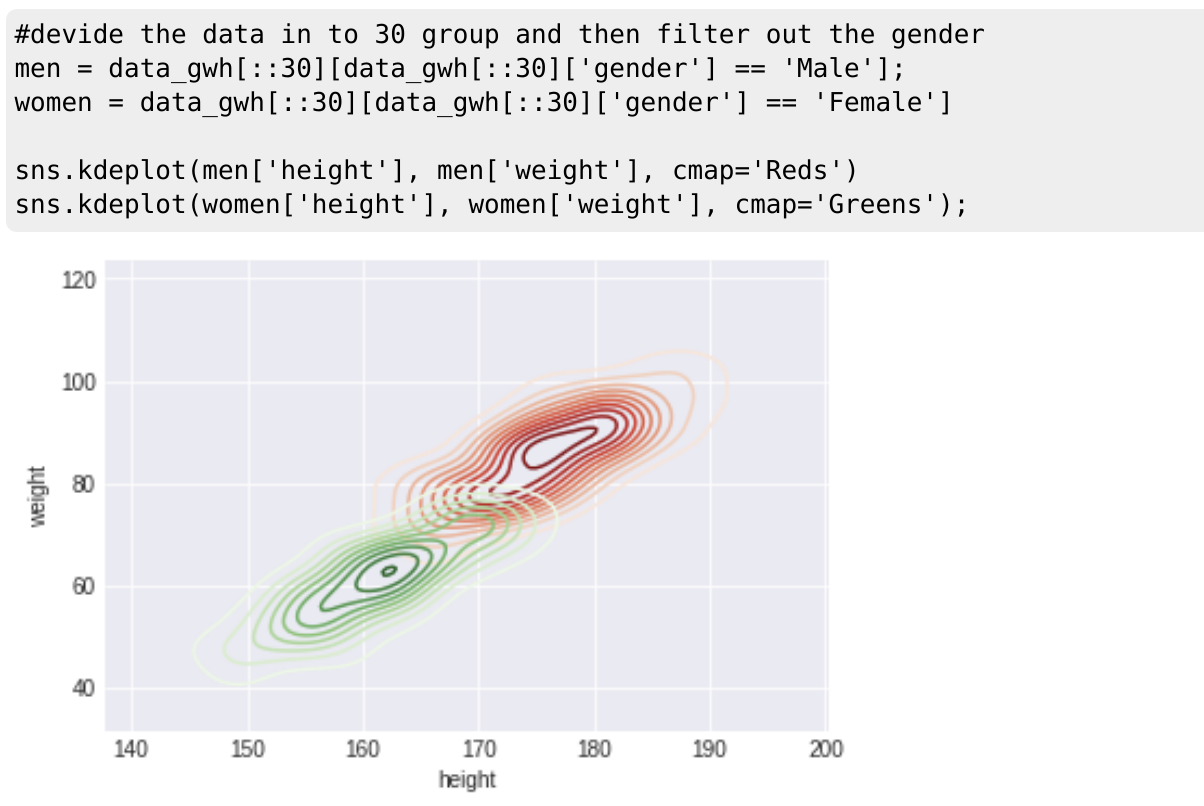 #devide the data in to 30 group and then filter out the gender
men = data_gwh[::30][data_gwh[::30]['gender'] == 'Male'];
women = data_gwh[::30][data_gwh[::30]['gender'] == 'Female']
sns.kdeplot(men['height'], men['weight'], cmap='Reds')
sns.kdeplot(women['height'], women['weight'], cmap='Greens');
120
100
80
60
40
weight
140 150 160 170 180 190 200
height